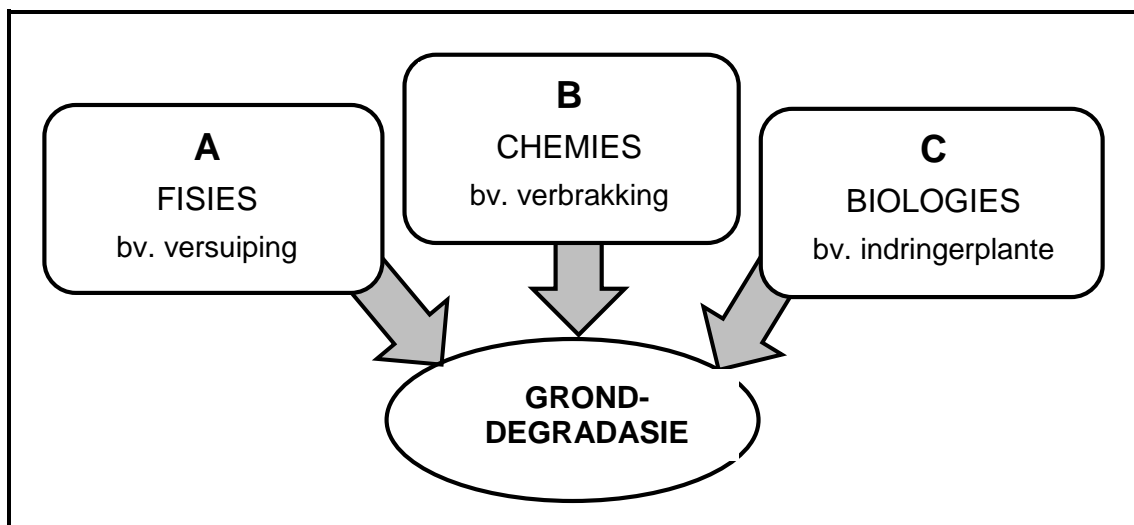 A
FISIES
bv. versuiping
B
CHEMIES
bv. verbrakking
C
BIOLOGIES
bv. indringerplante
GROND-
DEGRADASIE